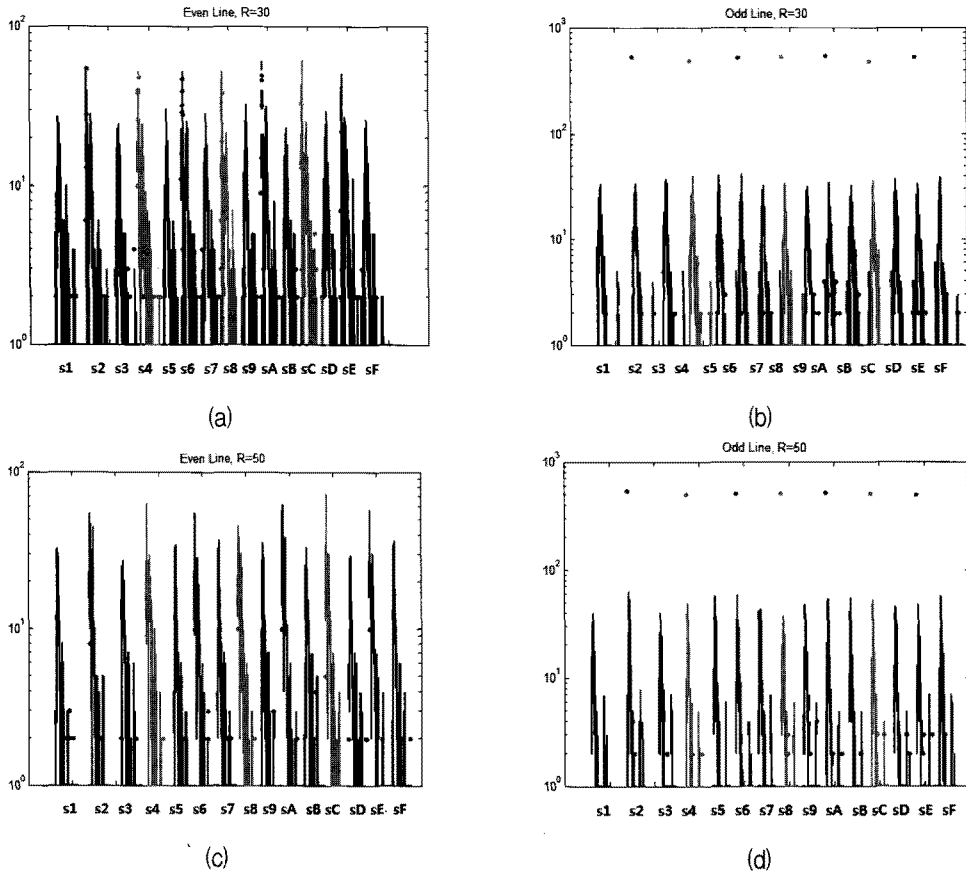 Even Line, R=30
10²
10¹
10⁰
s1 s2 s3 s4 s5 s6 s7 s8 s9 sA sB sC sD sE sF
(a)
Odd Line, R=30
10³
10²
10¹
10⁰
s1 s2 s3 s4 s5 s6 s7 s8 s9 sA sB sC sD sE sF
(b)
Even Line, R=50
10²
10¹
10⁰
s1 s2 s3 s4 s5 s6 s7 s8 s9 sA sB sC sD sE sF
(c)
Odd Line, R=50
10³
10²
10¹
10⁰
s1 s2 s3 s4 s5 s6 s7 s8 s9 sA sB sC sD sE sF
(d)